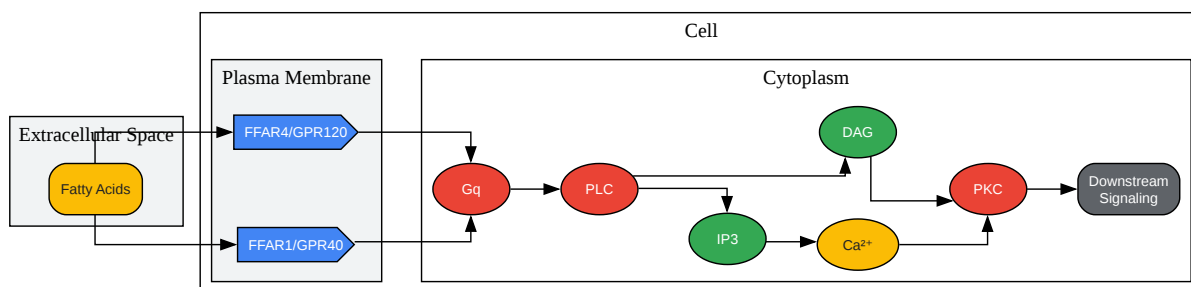 Cell
Plasma Membrane
Cytoplasm
Extracellular Space
FFAR4/GPR120
DAG
Fatty Acids
Gq
PLC
PKC
Downstream
Signaling
FFAR1/GPR40
IP3
Ca²⁺